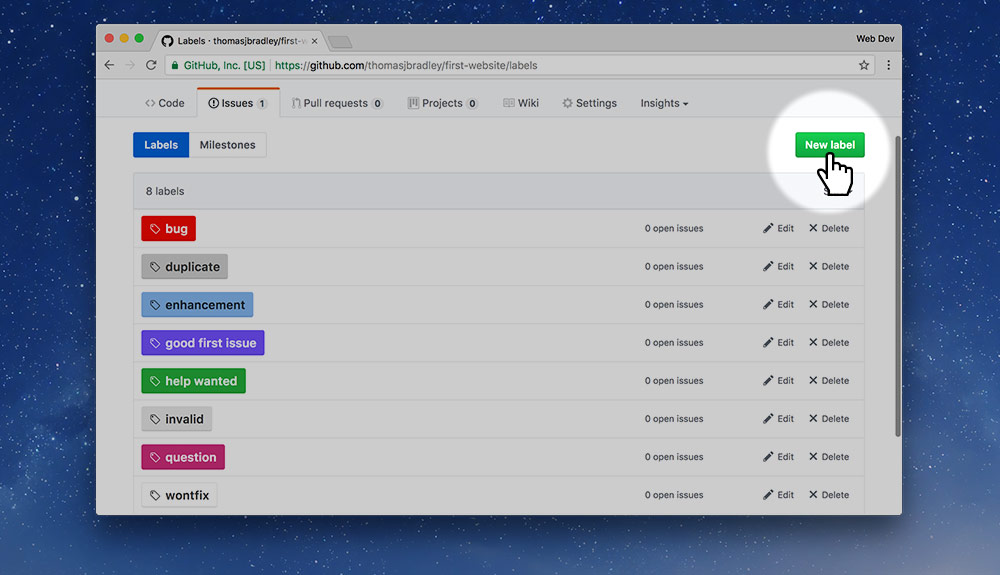 Labels · thomasjbradley/first-w
Web Dev
GitHub, Inc. [US] https://github.com/thomasjbradley/first-website/labels
Code Issues 1 Pull requests 0 Projects 0 Wiki Settings Insights
Labels Milestones New label
8 labels
bug 0 open issues Edit Delete
duplicate 0 open issues Edit Delete
enhancement 0 open issues Edit Delete
good first issue 0 open issues Edit Delete
help wanted 0 open issues Edit Delete
invalid 0 open issues Edit Delete
question 0 open issues Edit Delete
wontfix 0 open issues Edit Delete